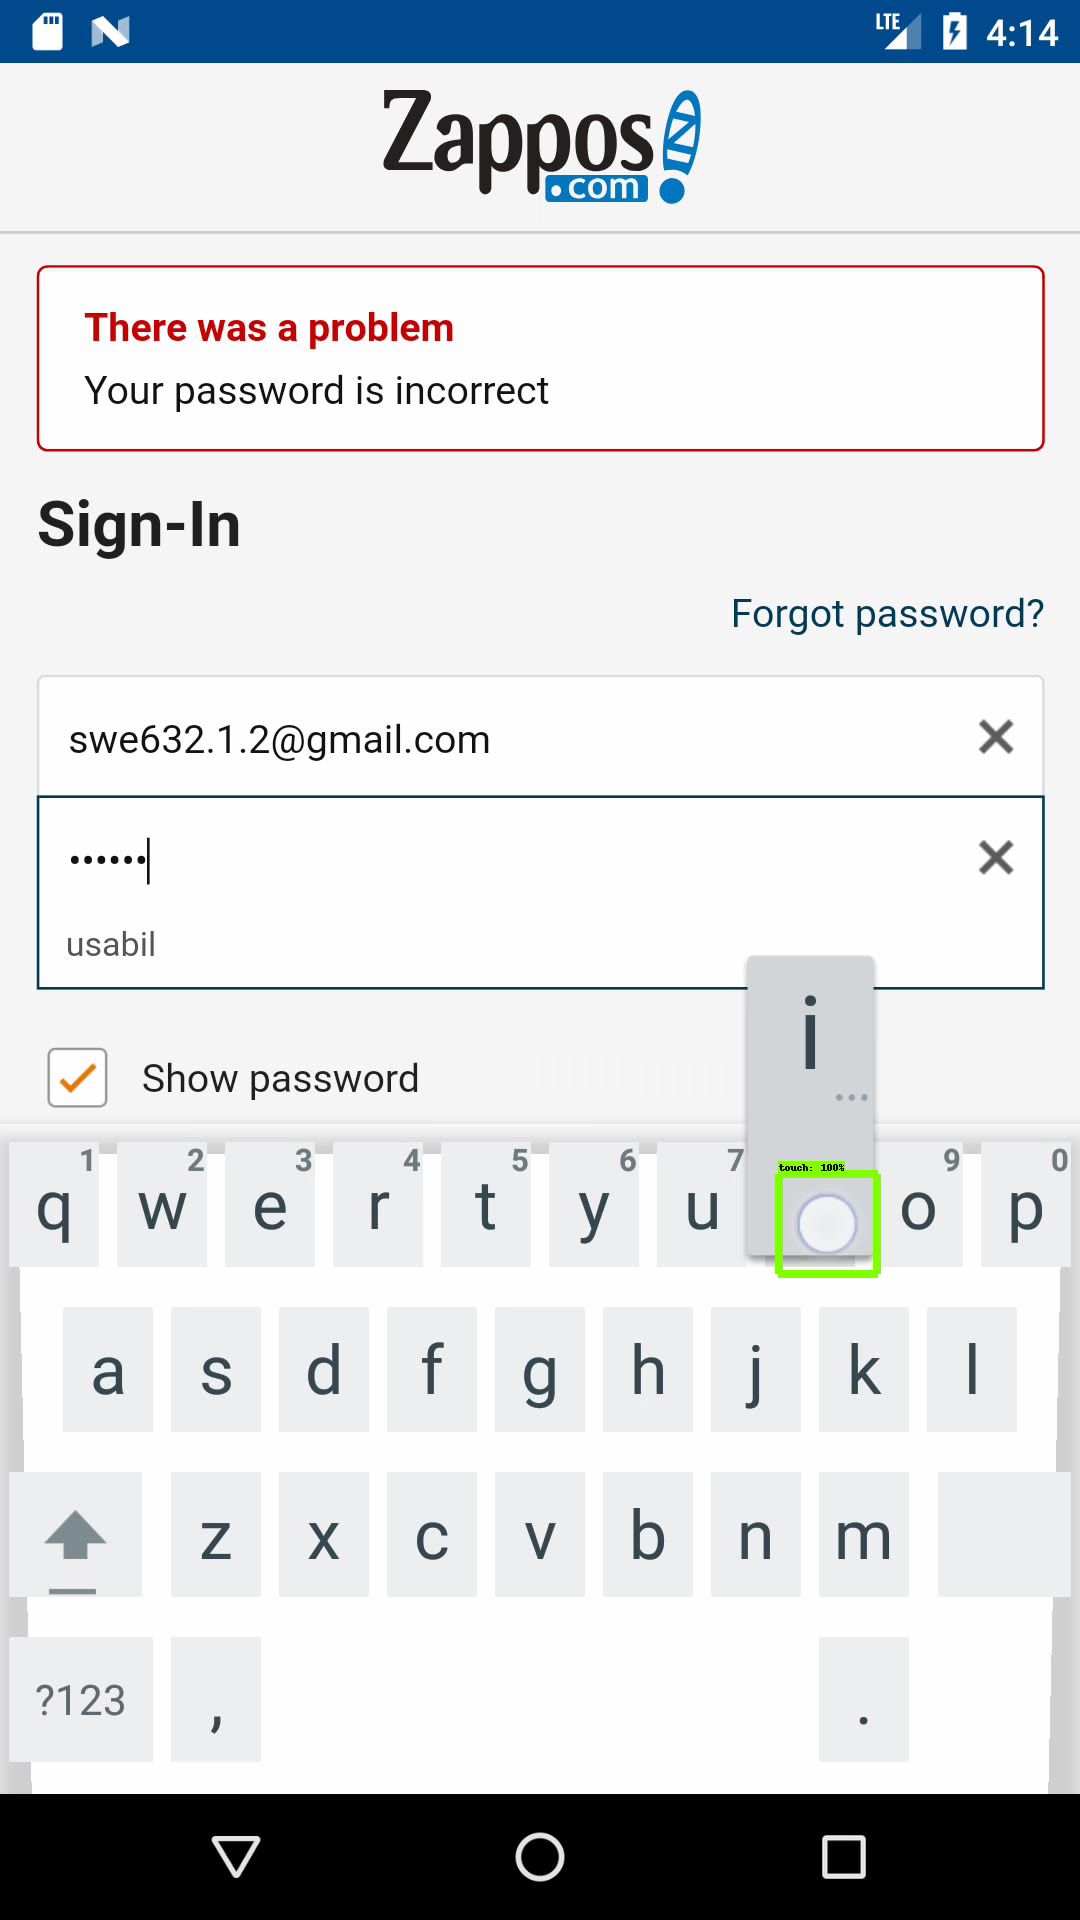 LTE 4:14
Zappos
.com
There was a problem
Your password is incorrect
Sign-In
Forgot password?
swe632.1.2@gmail.com
••••••
usabil
Show password
i
...
touch: 100%
1 2 3 4 5 6 7 9 0
q w e r t y u o p
a s d f g h j k l
z x c v b n m
?123 , .